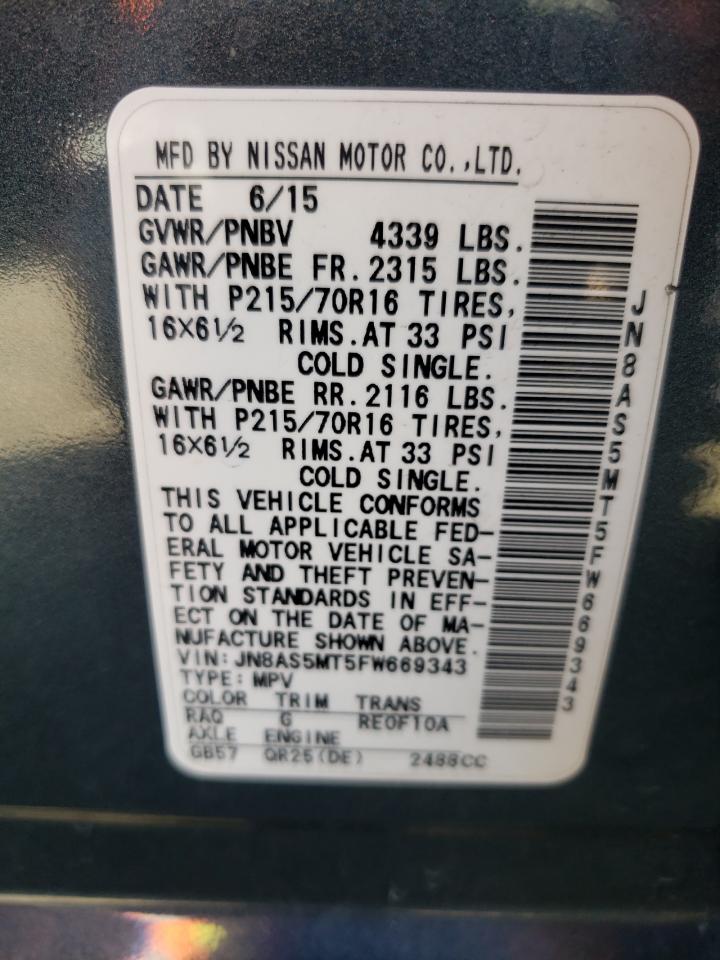 MFD BY NISSAN MOTOR CO.,LTD.
DATE 6/15
GVWR/PNBV 4339 LBS.
GAWR/PNBE FR. 2315 LBS.
WITH P215/70R16 TIRES,
16X6½ RIMS. AT 33 PSI
COLD SINGLE.
GAWR/PNBE RR. 2116 LBS.
WITH P215/70R16 TIRES,
16X6½ RIMS. AT 33 PSI
COLD SINGLE.
THIS VEHICLE CONFORMS
TO ALL APPLICABLE FED-
ERAL MOTOR VEHICLE SA-
FETY AND THEFT PREVEN-
TION STANDARDS IN EFF-
ECT ON THE DATE OF MA-
NUFACTURE SHOWN ABOVE.
VIN: JN8AS5MT5FW669343
TYPE: MPV
COLOR TRIM TRANS
RAQ G RE0F10A
AXLE ENGINE
GB57 QR25(DE) 2488CC
JN8AS5MT5FW669343